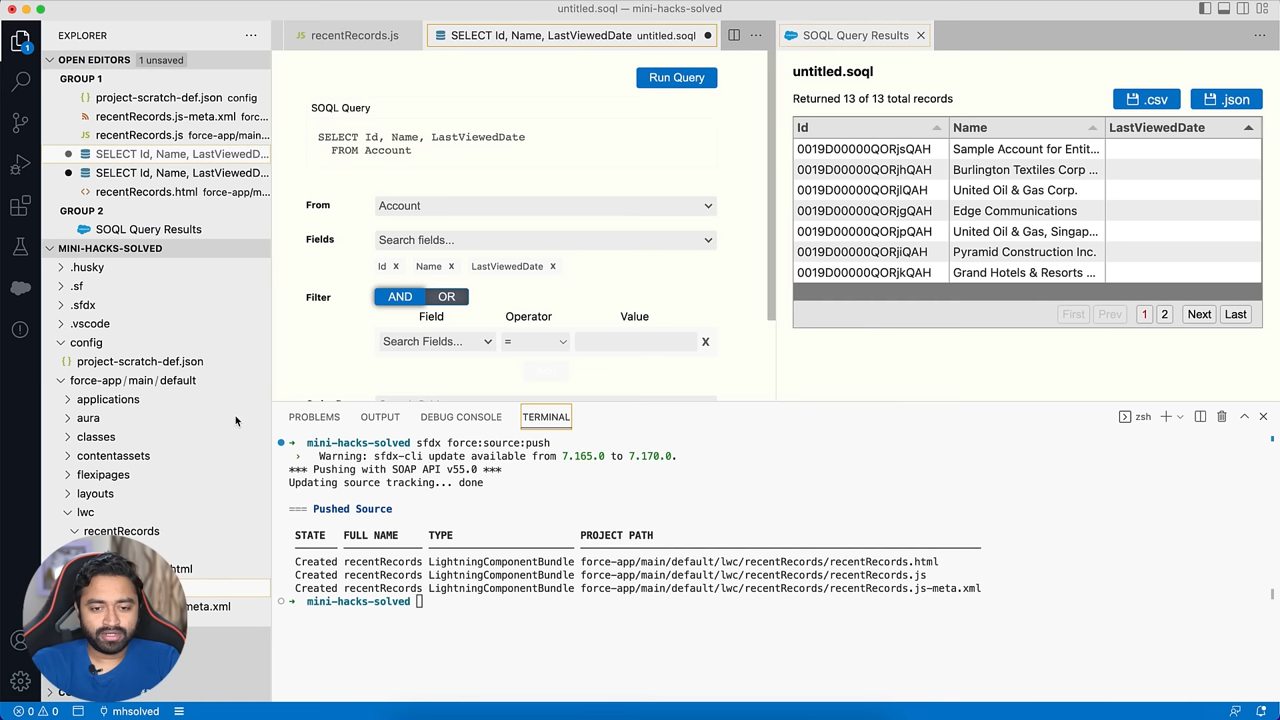 untitled.soql — mini-hacks-solved
EXPLORER
OPEN EDITORS 1 unsaved
GROUP 1
project-scratch-def.json config
recentRecords.js-meta.xml forc...
recentRecords.js force-app/main...
SELECT Id, Name, LastViewedD...
SELECT Id, Name, LastViewedD...
recentRecords.html force-app/m...
GROUP 2
SOQL Query Results
MINI-HACKS-SOLVED
.husky
.sf
.sfdx
.vscode
config
project-scratch-def.json
force-app/main/default
applications
aura
classes
contentassets
flexipages
layouts
lwc
recentRecords
html
meta.xml
recentRecords.js
SELECT Id, Name, LastViewedDate untitled.soql
Run Query
SOQL Query
SELECT Id, Name, LastViewedDate
FROM Account
From Account
Fields Search fields...
Id x Name x LastViewedDate x
Filter AND OR
Field Operator Value
Search Fields... = X
SOQL Query Results
untitled.soql
Returned 13 of 13 total records .csv .json
Id Name LastViewedDate
0019D00000QORjsQAH Sample Account for Entit...
0019D00000QORjhQAH Burlington Textiles Corp ...
0019D00000QORjlQAH United Oil & Gas Corp.
0019D00000QORjgQAH Edge Communications
0019D00000QORjpQAH United Oil & Gas, Singap...
0019D00000QORjiQAH Pyramid Construction Inc.
0019D00000QORjkQAH Grand Hotels & Resorts ...
First Prev 1 2 Next Last
PROBLEMS OUTPUT DEBUG CONSOLE TERMINAL zsh
mini-hacks-solved sfdx force:source:push
› Warning: sfdx-cli update available from 7.165.0 to 7.170.0.
*** Pushing with SOAP API v55.0 ***
Updating source tracking... done
=== Pushed Source
STATE FULL NAME TYPE PROJECT PATH
Created recentRecords LightningComponentBundle force-app/main/default/lwc/recentRecords/recentRecords.html
Created recentRecords LightningComponentBundle force-app/main/default/lwc/recentRecords/recentRecords.js
Created recentRecords LightningComponentBundle force-app/main/default/lwc/recentRecords/recentRecords.js-meta.xml
mini-hacks-solved
0 0 mhsolved